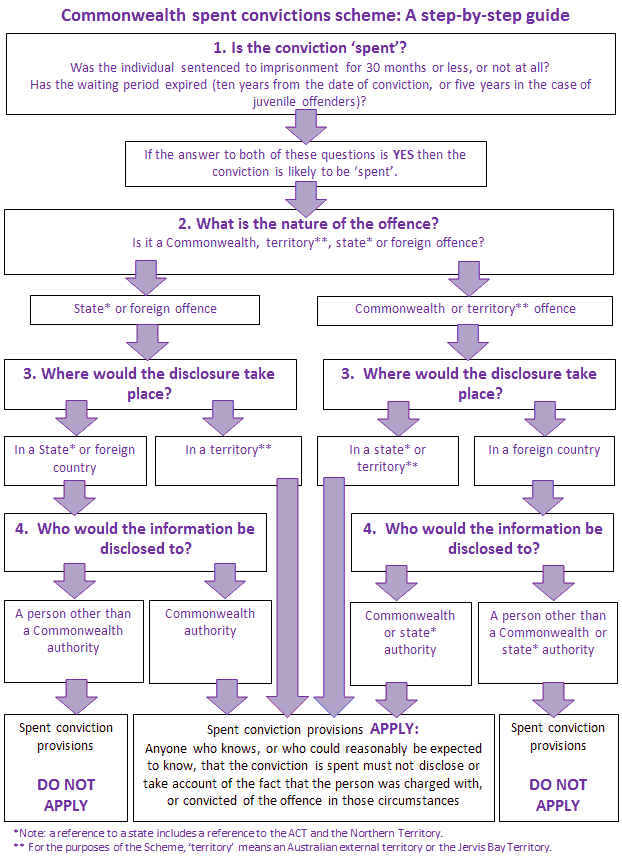 Commonwealth spent convictions scheme: A step-by-step guide
1. Is the conviction ‘spent’?
Was the individual sentenced to imprisonment for 30 months or less, or not at all?
Has the waiting period expired (ten years from the date of conviction, or five years in the case of
juvenile offenders)?
If the answer to both of these questions is YES then the
conviction is likely to be ‘spent’.
2. What is the nature of the offence?
Is it a Commonwealth, territory**, state* or foreign offence?
State* or foreign offence
Commonwealth or territory** offence
3. Where would the disclosure take
place?
3. Where would the disclosure take
place?
In a State* or foreign
country
In a territory**
In a state* or
territory**
In a foreign country
4. Who would the information be
disclosed to?
4. Who would the information be
disclosed to?
A person other than
a Commonwealth
authority
Commonwealth
authority
Commonwealth
or state*
authority
A person other than
a Commonwealth or
state* authority
Spent conviction
provisions
DO NOT
APPLY
Spent conviction provisions APPLY:
Anyone who knows, or who could reasonably be expected
to know, that the conviction is spent must not disclose or
take account of the fact that the person was charged with,
or convicted of the offence in those circumstances
Spent conviction
provisions
DO NOT
APPLY
*Note: a reference to a state includes a reference to the ACT and the Northern Territory.
** For the purposes of the Scheme, ‘territory’ means an Australian external territory or the Jervis Bay Territory.